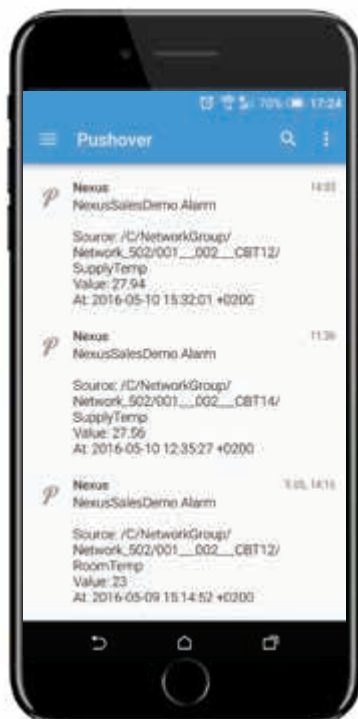 70% 17:24
Pushover
Nexus
NexusSalesDemo Alarm
Source: /C/NetworkGroup/
Network_502/001__002__CBT12/
SupplyTemp
Value: 27.94
At: 2016-05-10 15:32:01 +0200
Nexus 11:36
NexusSalesDemo Alarm
Source: /C/NetworkGroup/
Network_502/001__002__CBT14/
SupplyTemp
Value: 27.56
At: 2016-05-10 12:35:27 +0200
Nexus 14:15
NexusSalesDemo Alarm
Source: /C/NetworkGroup/
Network_502/001__002__CBT12/
RoomTemp
Value: 23
At: 2016-05-09 15:14:52 +0200